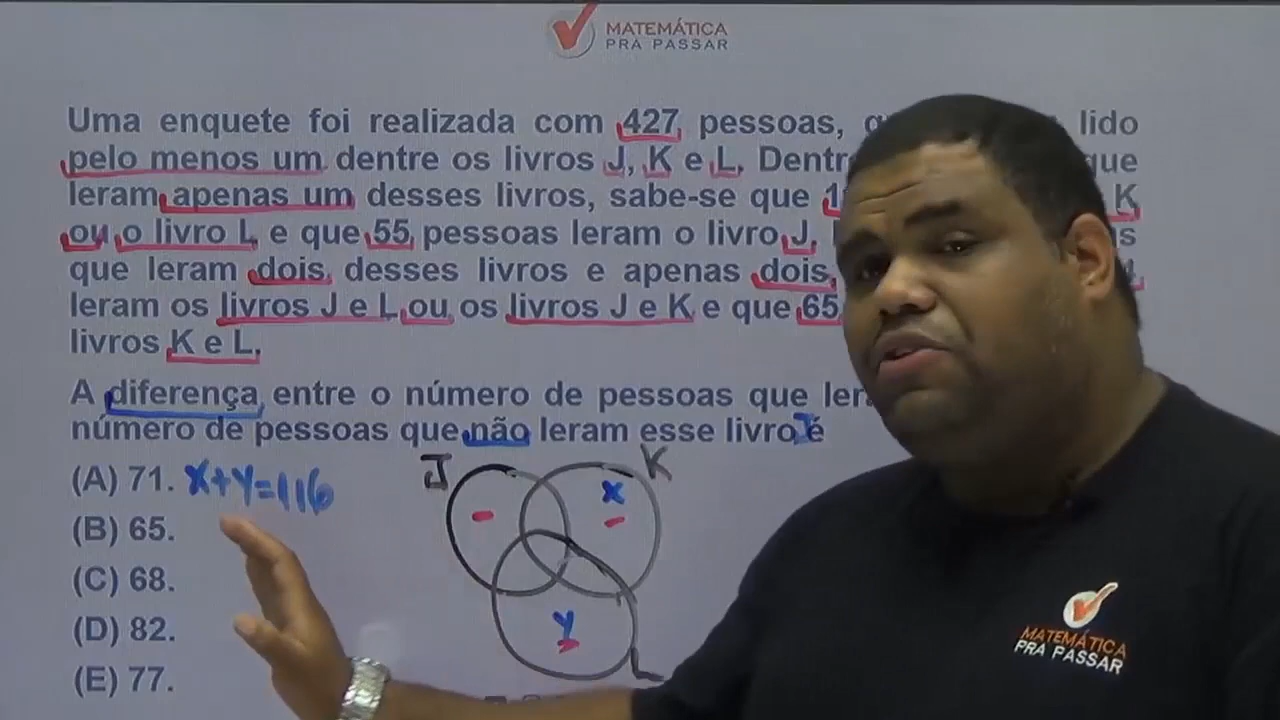 MATEMÁTICA
PRA PASSAR
Uma enquete foi realizada com 427 pessoas, lido
pelo menos um dentre os livros J, K e L. que
leram apenas um desses livros, sabe-se que K
ou o livro L e que 55 pessoas leram o livro J.
que leram dois desses livros e apenas dois,
leram os livros J e L ou os livros J e K e que 65
livros K e L.
A diferença entre o número de pessoas que
número de pessoas que não leram esse livro J é
(A) 71. X+Y=116
(B) 65.
(C) 68.
(D) 82.
(E) 77.
J K
X
Y
L
MATEMÁTICA
PRA PASSAR